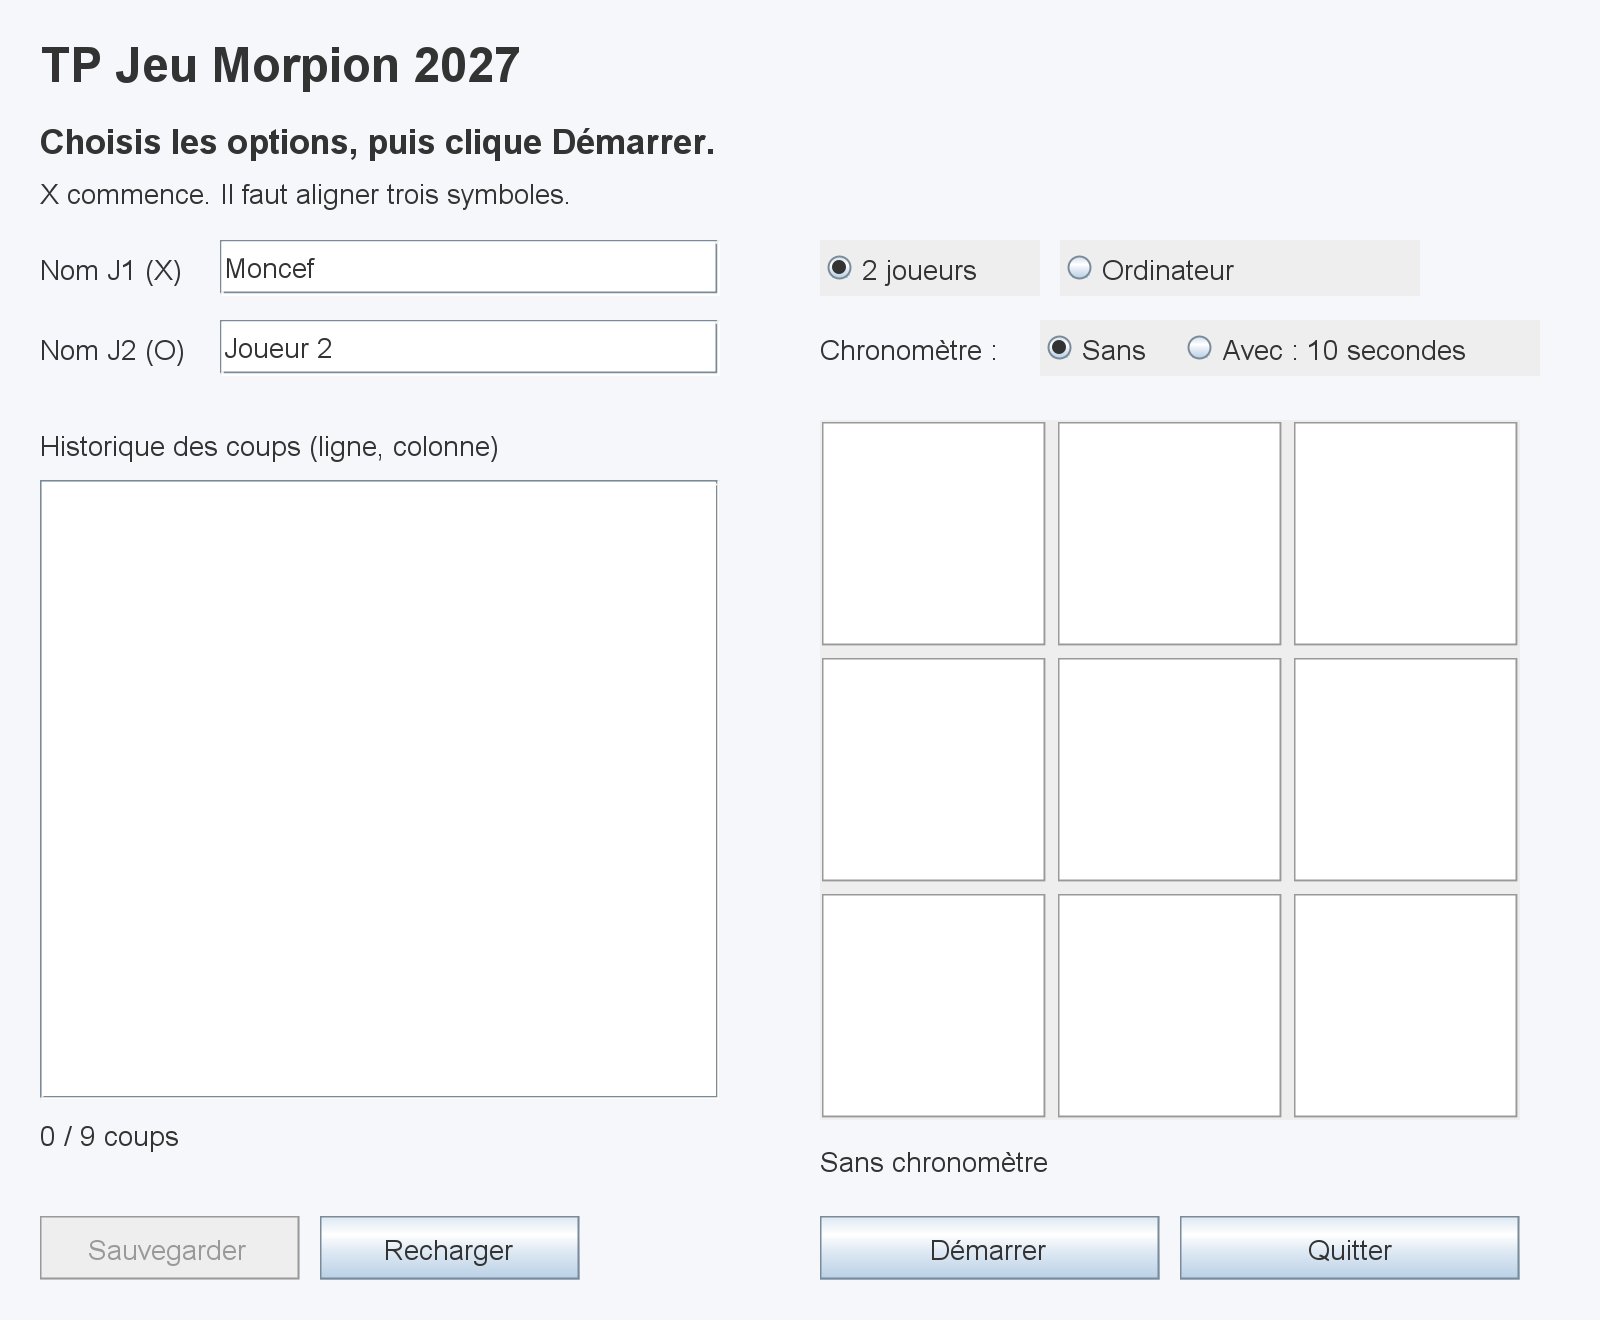 TP Jeu Morpion 2027
Choisis les options, puis clique Démarrer.
X commence. Il faut aligner trois symboles.
Nom J1 (X) Moncef
2 joueurs Ordinateur
Nom J2 (O) Joueur 2
Chronomètre : Sans Avec : 10 secondes
Historique des coups (ligne, colonne)
0 / 9 coups
Sans chronomètre
Sauvegarder Recharger
Démarrer Quitter